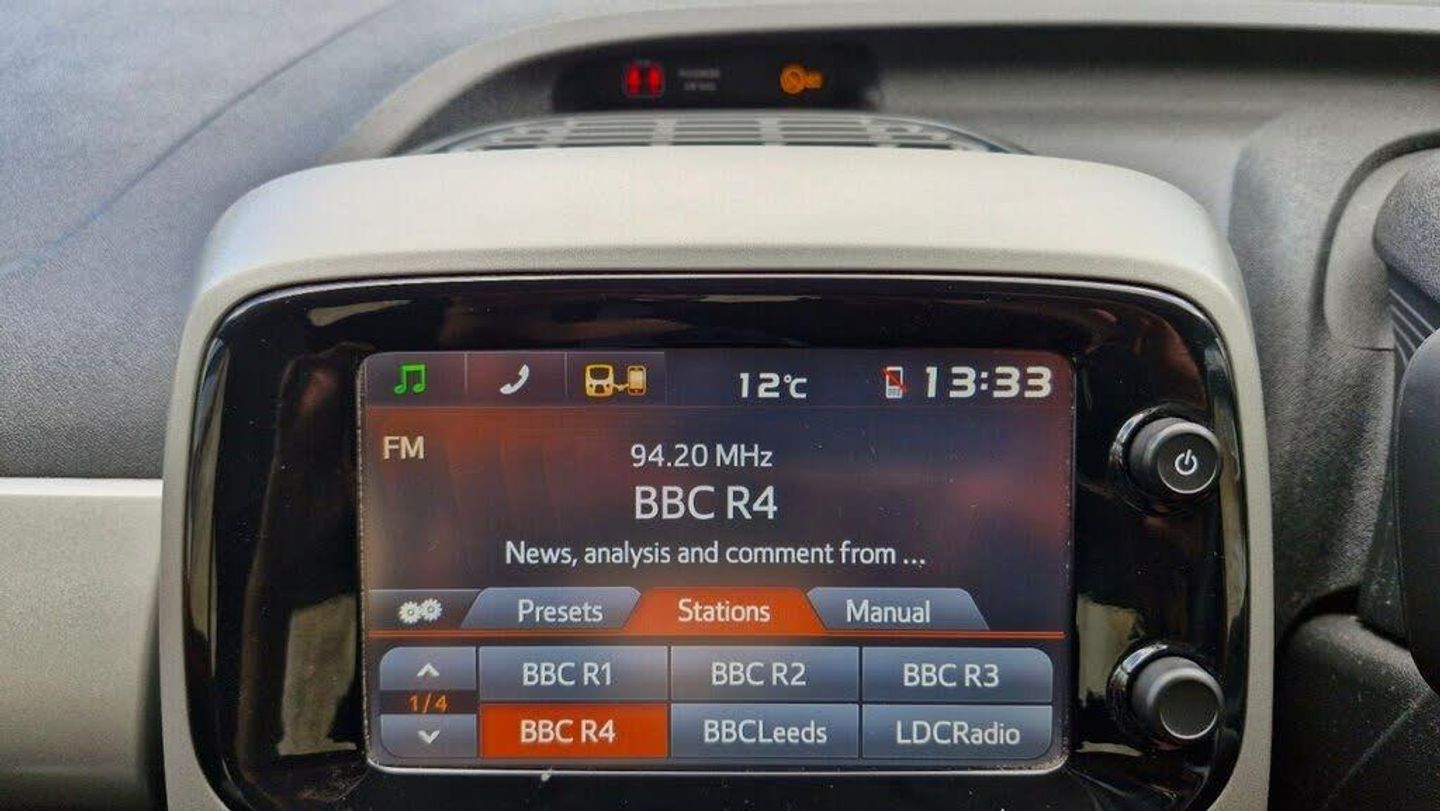 12°C 13:33
FM
94.20 MHz
BBC R4
News, analysis and comment from ...
Presets Stations Manual
BBC R1 BBC R2 BBC R3
1/4
BBC R4 BBCLeeds LDCRadio